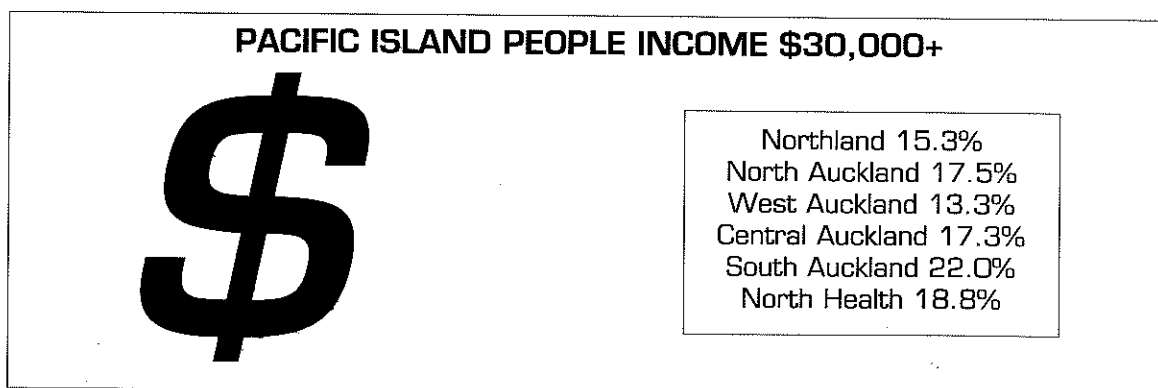 PACIFIC ISLAND PEOPLE INCOME $30,000+
$
Northland 15.3%
North Auckland 17.5%
West Auckland 13.3%
Central Auckland 17.3%
South Auckland 22.0%
North Health 18.8%